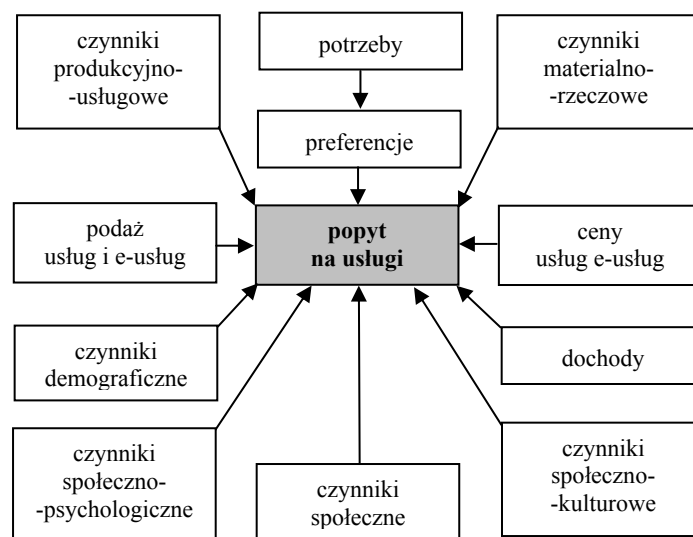 czynniki
produkcyjno-
-usługowe
potrzeby
czynniki
materialno-
-rzeczowe
preferencje
podaż
usług i e-usług
popyt
na usługi
ceny
usług e-usług
czynniki
demograficzne
dochody
czynniki
społeczno-
-psychologiczne
czynniki
społeczne
czynniki
społeczno-
-kulturowe